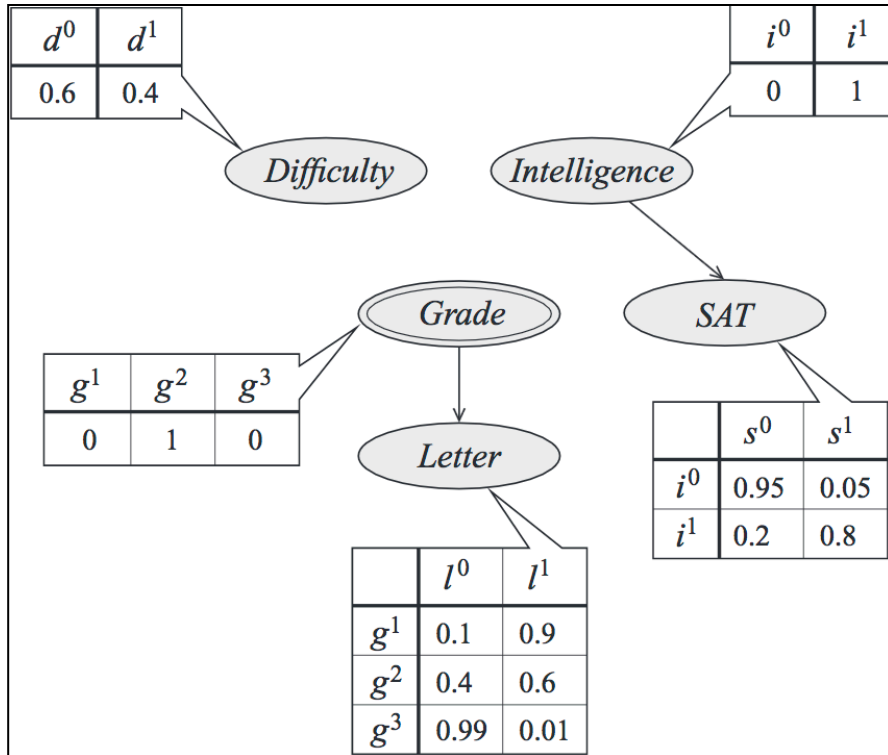 d⁰ d¹
0.6 0.4
i⁰ i¹
0 1
Difficulty
Intelligence
Grade
SAT
g¹ g² g³
0 1 0
Letter
s⁰ s¹
i⁰ 0.95 0.05
i¹ 0.2 0.8
l⁰ l¹
g¹ 0.1 0.9
g² 0.4 0.6
g³ 0.99 0.01